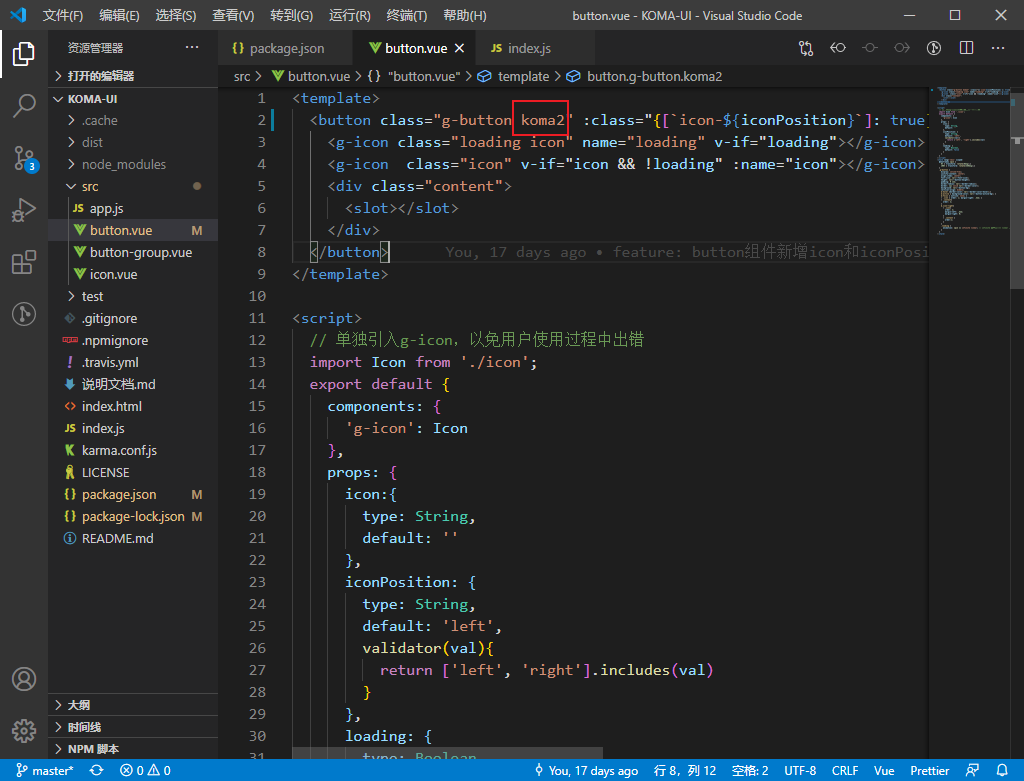 文件(F) 编辑(E) 选择(S) 查看(V) 转到(G) 运行(R) 终端(T) 帮助(H) button.vue - KOMA-UI - Visual Studio Code
资源管理器 ···
打开的编辑器
KOMA-UI
.cache
dist
node_modules
src
app.js
button.vue M
button-group.vue
icon.vue
test
.gitignore
.npmignore
.travis.yml
说明文档.md
index.html
index.js
karma.conf.js
LICENSE
package.json M
package-lock.json M
README.md
大纲
时间线
NPM 脚本
3
{} package.json button.vue × JS index.js
src > button.vue > {} "button.vue" > template > button.g-button.koma2
1 <template>
2 <button class="g-button koma2" :class="{[`icon-${iconPosition}`]: true}
3 <g-icon class="loading icon" name="loading" v-if="loading"></g-icon>
4 <g-icon class="icon" v-if="icon && !loading" :name="icon"></g-icon>
5 <div class="content">
6 <slot></slot>
7 </div>
8 </button> You, 17 days ago • feature: button组件新增icon和iconPosi
9 </template>
10
11 <script>
12 // 单独引入g-icon，以免用户使用过程中出错
13 import Icon from './icon';
14 export default {
15 components: {
16 'g-icon': Icon
17 },
18 props: {
19 icon:{
20 type: String,
21 default: ''
22 },
23 iconPosition: {
24 type: String,
25 default: 'left',
26 validator(val){
27 return ['left', 'right'].includes(val)
28 }
29 },
30 loading: {
31 type: Boolean
master* 0 0 You, 17 days ago 行 8，列 12 空格: 2 UTF-8 CRLF Vue Prettier